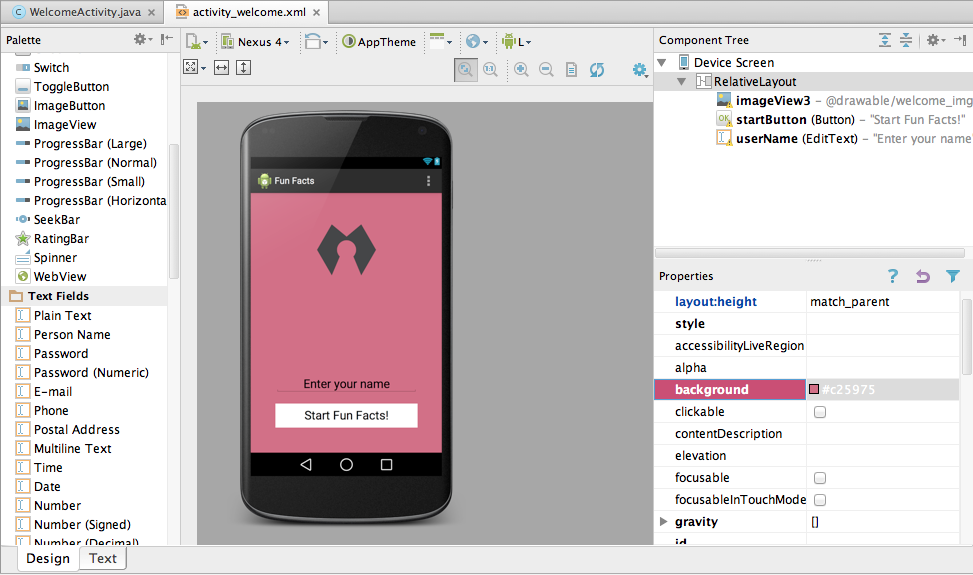 WelcomeActivity.java
activity_welcome.xml
Palette
Nexus 4
AppTheme
L
Switch
ToggleButton
ImageButton
ImageView
ProgressBar (Large)
ProgressBar (Normal)
ProgressBar (Small)
ProgressBar (Horizonta
SeekBar
RatingBar
Spinner
WebView
Text Fields
Plain Text
Person Name
Password
Password (Numeric)
E-mail
Phone
Postal Address
Multiline Text
Time
Date
Number
Number (Signed)
Number (Decimal)
Design
Text
1:1
Fun Facts
Enter your name
Start Fun Facts!
Component Tree
Device Screen
RelativeLayout
imageView3 – @drawable/welcome_img
OK
startButton (Button) – "Start Fun Facts!"
userName (EditText) – "Enter your name"
Properties
?
layout:height match_parent
style
accessibilityLiveRegion
alpha
background #c25975
clickable
contentDescription
elevation
focusable
focusableInTouchMode
gravity []
id